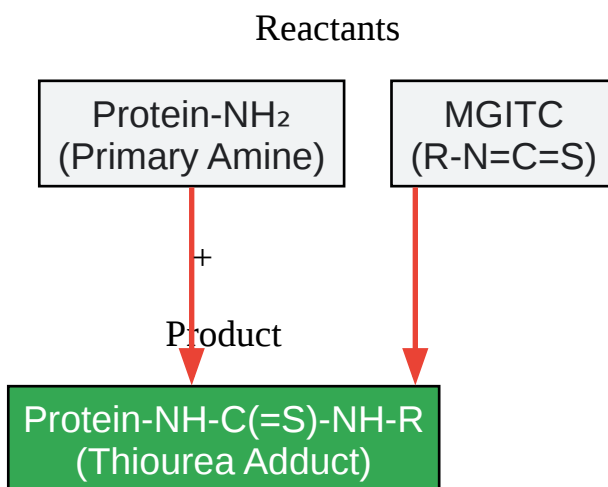 Reactants
Protein-NH₂
(Primary Amine)
MGITC
(R-N=C=S)
+
Product
Protein-NH-C(=S)-NH-R
(Thiourea Adduct)